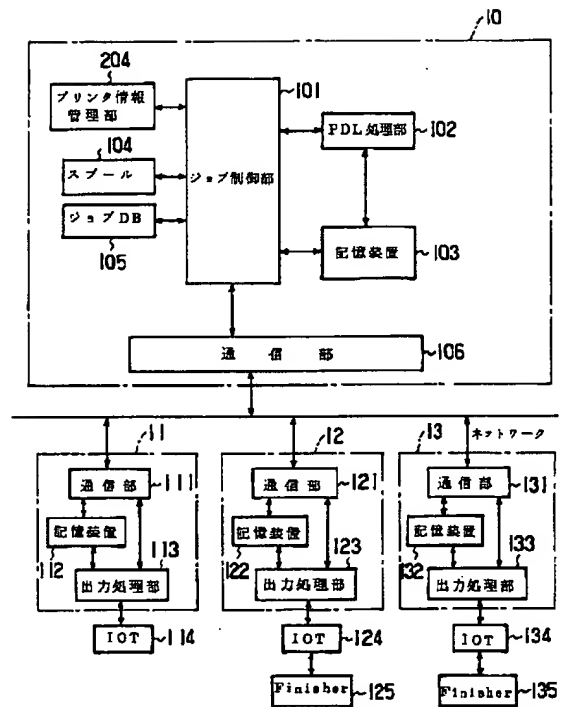 10
204
プリンタ情報
管理部
101
ジョブ制御部
PDL処理部
102
104
スプール
ジョブDB
105
記憶装置
103
通信部
106
ネットワーク
11
通信部
111
記憶装置
112
113
出力処理部
IOT
114
12
通信部
121
記憶装置
122
123
出力処理部
IOT
124
Finisher
125
13
通信部
131
記憶装置
132
133
出力処理部
IOT
134
Finisher
135